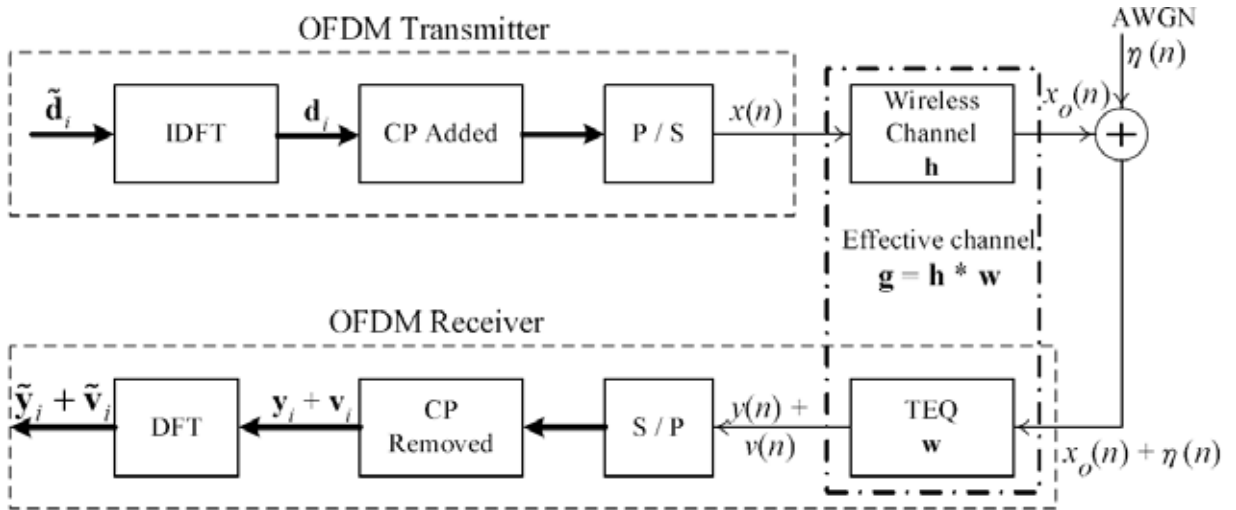 OFDM Transmitter
AWGN
η (n)
d̃ᵢ
IDFT
dᵢ
CP Added
P / S
x(n)
Wireless
Channel
h
xₒ(n)
+
Effective channel
g = h * w
OFDM Receiver
ỹᵢ + ṽᵢ
DFT
yᵢ + vᵢ
CP
Removed
S / P
y(n) +
v(n)
TEQ
w
xₒ(n) + η (n)